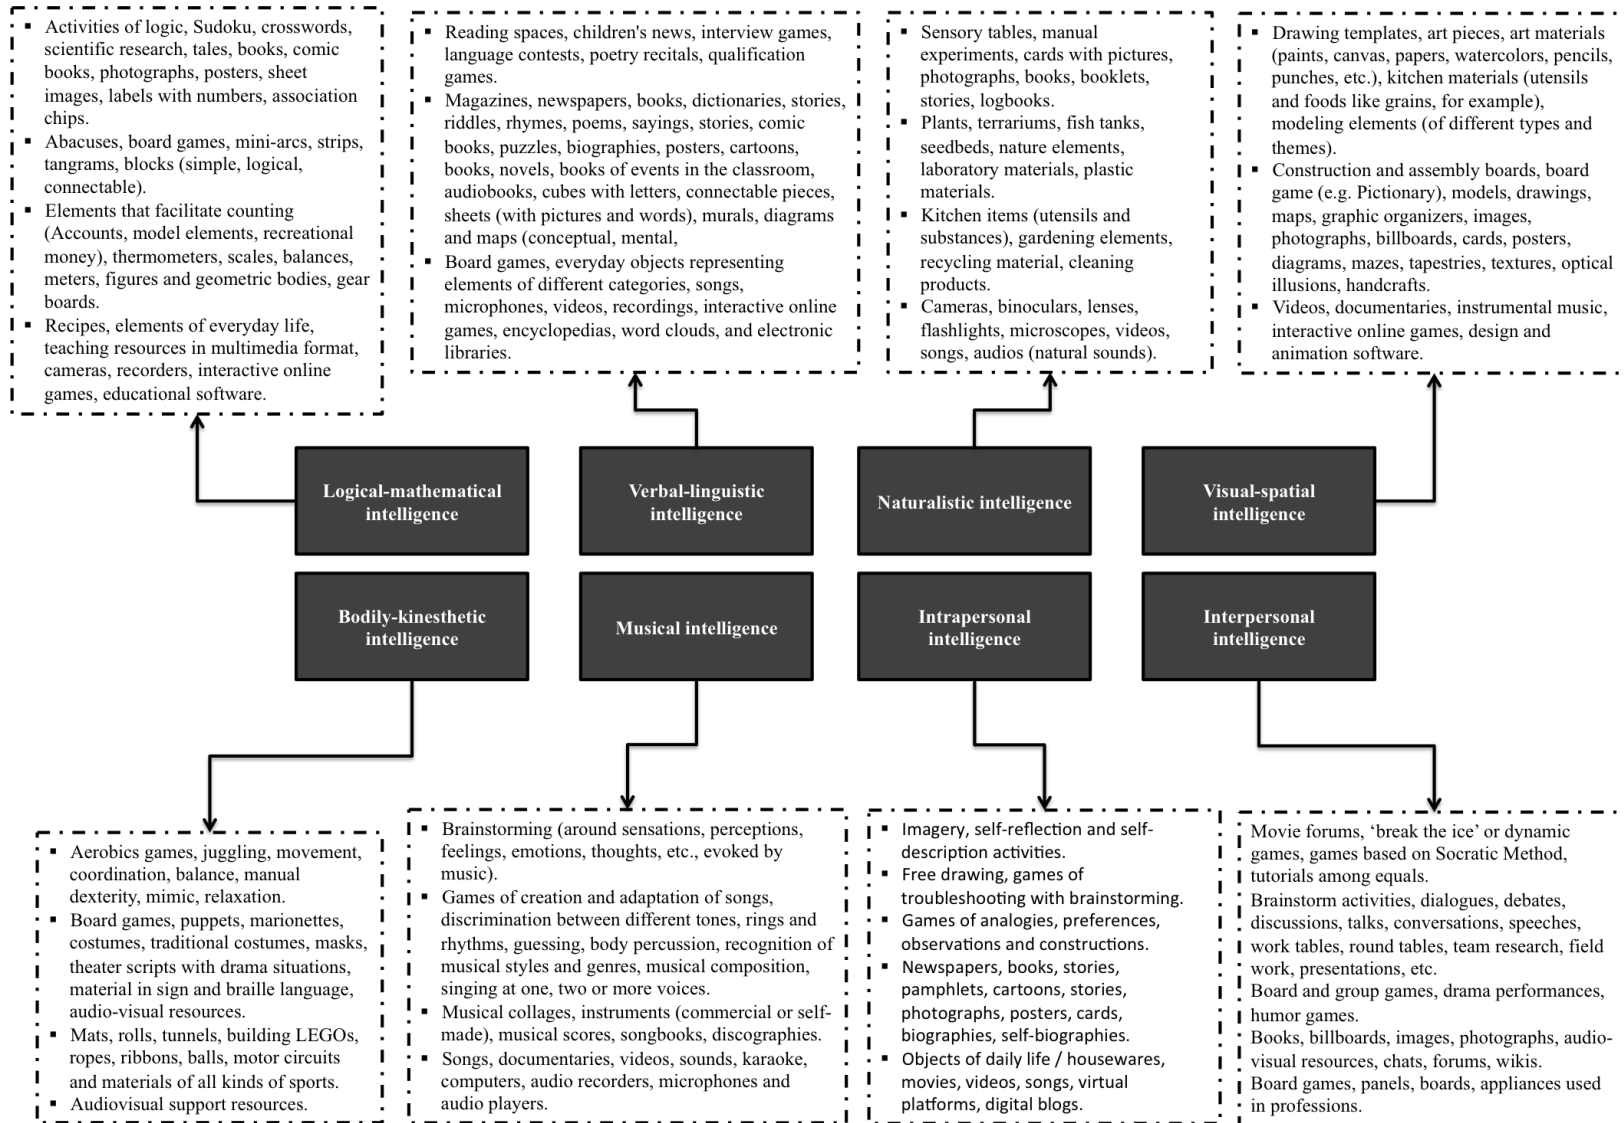 ▪ Activities of logic, Sudoku, crosswords,
scientific research, tales, books, comic
books, photographs, posters, sheet
images, labels with numbers, association
chips.
▪ Abacuses, board games, mini-arcs, strips,
tangrams, blocks (simple, logical,
connectable).
▪ Elements that facilitate counting
(Accounts, model elements, recreational
money), thermometers, scales, balances,
meters, figures and geometric bodies, gear
boards.
▪ Recipes, elements of everyday life,
teaching resources in multimedia format,
cameras, recorders, interactive online
games, educational software.
▪ Reading spaces, children's news, interview games,
language contests, poetry recitals, qualification
games.
▪ Magazines, newspapers, books, dictionaries, stories,
riddles, rhymes, poems, sayings, stories, comic
books, puzzles, biographies, posters, cartoons,
books, novels, books of events in the classroom,
audiobooks, cubes with letters, connectable pieces,
sheets (with pictures and words), murals, diagrams
and maps (conceptual, mental,
▪ Board games, everyday objects representing
elements of different categories, songs,
microphones, videos, recordings, interactive online
games, encyclopedias, word clouds, and electronic
libraries.
▪ Sensory tables, manual
experiments, cards with pictures,
photographs, books, booklets,
stories, logbooks.
▪ Plants, terrariums, fish tanks,
seedbeds, nature elements,
laboratory materials, plastic
materials.
▪ Kitchen items (utensils and
substances), gardening elements,
recycling material, cleaning
products.
▪ Cameras, binoculars, lenses,
flashlights, microscopes, videos,
songs, audios (natural sounds).
▪ Drawing templates, art pieces, art materials
(paints, canvas, papers, watercolors, pencils,
punches, etc.), kitchen materials (utensils
and foods like grains, for example),
modeling elements (of different types and
themes).
▪ Construction and assembly boards, board
game (e.g. Pictionary), models, drawings,
maps, graphic organizers, images,
photographs, billboards, cards, posters,
diagrams, mazes, tapestries, textures, optical
illusions, handcrafts.
▪ Videos, documentaries, instrumental music,
interactive online games, design and
animation software.
Logical-mathematical
intelligence
Verbal-linguistic
intelligence
Naturalistic intelligence
Visual-spatial
intelligence
Bodily-kinesthetic
intelligence
Musical intelligence
Intrapersonal
intelligence
Interpersonal
intelligence
▪ Aerobics games, juggling, movement,
coordination, balance, manual
dexterity, mimic, relaxation.
▪ Board games, puppets, marionettes,
costumes, traditional costumes, masks,
theater scripts with drama situations,
material in sign and braille language,
audio-visual resources.
▪ Mats, rolls, tunnels, building LEGOs,
ropes, ribbons, balls, motor circuits
and materials of all kinds of sports.
▪ Audiovisual support resources.
▪ Brainstorming (around sensations, perceptions,
feelings, emotions, thoughts, etc., evoked by
music).
▪ Games of creation and adaptation of songs,
discrimination between different tones, rings and
rhythms, guessing, body percussion, recognition of
musical styles and genres, musical composition,
singing at one, two or more voices.
▪ Musical collages, instruments (commercial or self-
made), musical scores, songbooks, discographies.
▪ Songs, documentaries, videos, sounds, karaoke,
computers, audio recorders, microphones and
audio players.
▪ Imagery, self-reflection and self-
description activities.
▪ Free drawing, games of
troubleshooting with brainstorming.
▪ Games of analogies, preferences,
observations and constructions.
▪ Newspapers, books, stories,
pamphlets, cartoons, stories,
photographs, posters, cards,
biographies, self-biographies.
▪ Objects of daily life / housewares,
movies, videos, songs, virtual
platforms, digital blogs.
Movie forums, ‘break the ice’ or dynamic
games, games based on Socratic Method,
tutorials among equals.
Brainstorm activities, dialogues, debates,
discussions, talks, conversations, speeches,
work tables, round tables, team research, field
work, presentations, etc.
Board and group games, drama performances,
humor games.
Books, billboards, images, photographs, audio-
visual resources, chats, forums, wikis.
Board games, panels, boards, appliances used
in professions.